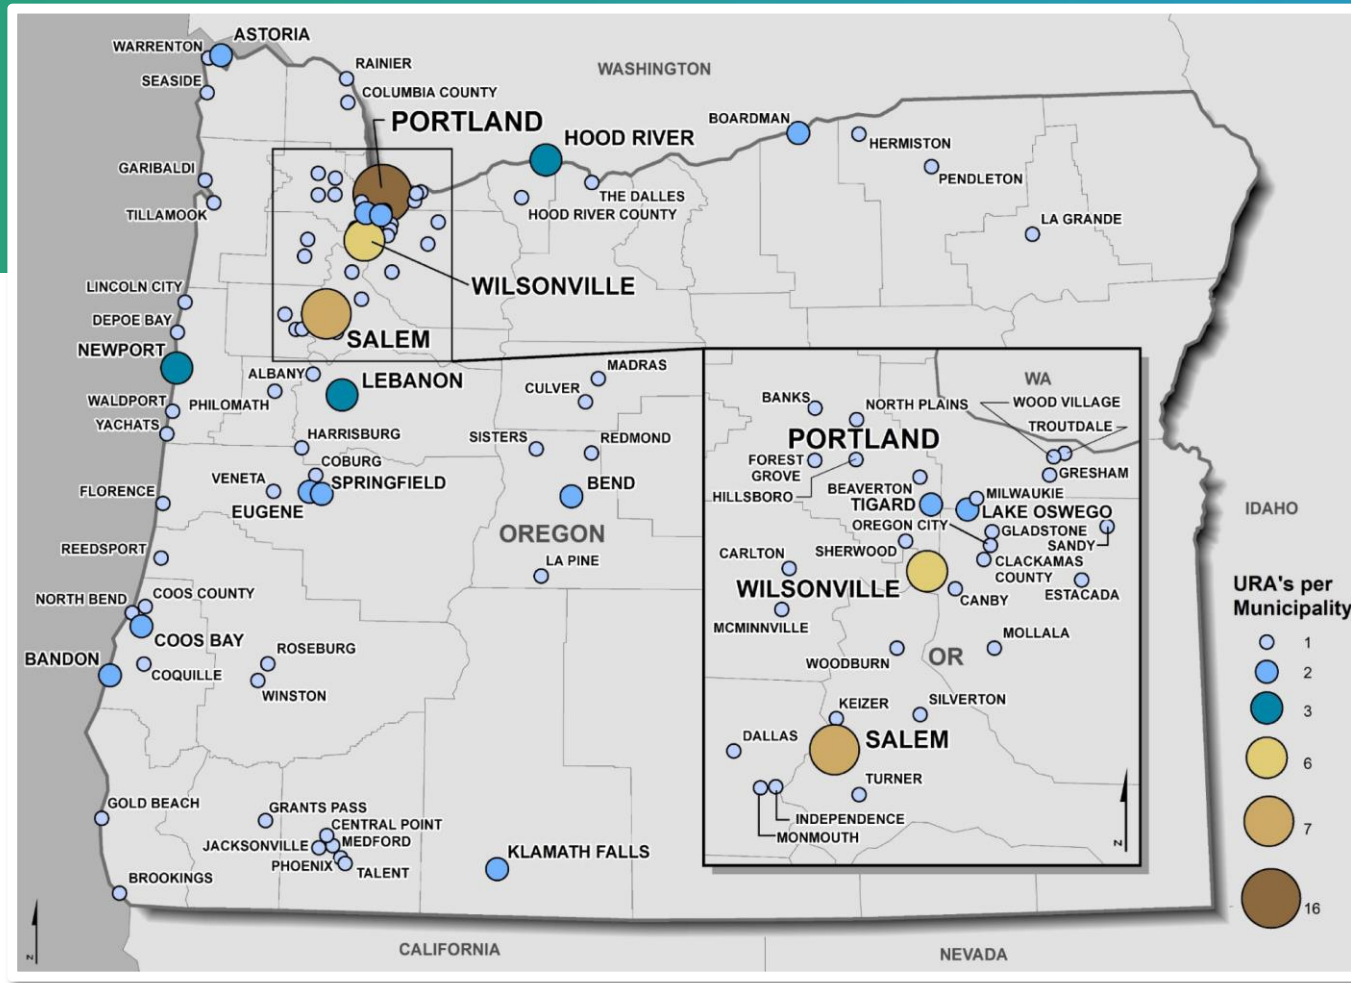 WARRENTON
ASTORIA
SEASIDE
RAINIER
COLUMBIA COUNTY
WASHINGTON
PORTLAND
HOOD RIVER
BOARDMAN
HERMISTON
PENDLETON
LA GRANDE
GARIBALDI
TILLAMOOK
THE DALLES
HOOD RIVER COUNTY
LINCOLN CITY
DEPOE BAY
NEWPORT
WILSONVILLE
SALEM
ALBANY
LEBANON
PHILOMATH
WALDPORT
YACHATS
HARRISBURG
COBURG
SPRINGFIELD
VENETA
EUGENE
FLORENCE
REEDSPORT
MADRAS
CULVER
SISTERS
REDMOND
BEND
OREGON
LA PINE
NORTH BEND
COOS COUNTY
COOS BAY
BANDON
COQUILLE
ROSEBURG
WINSTON
GOLD BEACH
GRANTS PASS
CENTRAL POINT
JACKSONVILLE
MEDFORD
PHOENIX
TALENT
BROOKINGS
KLAMATH FALLS
CALIFORNIA
NEVADA
IDAHO
N
WA
BANKS
NORTH PLAINS
WOOD VILLAGE
TROUTDALE
PORTLAND
FOREST
GROVE
HILLSBORO
GRESHAM
BEAVERTON
MILWAUKIE
TIGARD
LAKE OSWEGO
OREGON CITY
GLADSTONE
SANDY
SHERWOOD
CLACKAMAS
COUNTY
CARLTON
WILSONVILLE
CANBY
ESTACADA
MCMINNVILLE
MOLLALA
WOODBURN
OR
KEIZER
SILVERTON
DALLAS
SALEM
TURNER
INDEPENDENCE
MONMOUTH
N
URA's per
Municipality
1
2
3
6
7
16